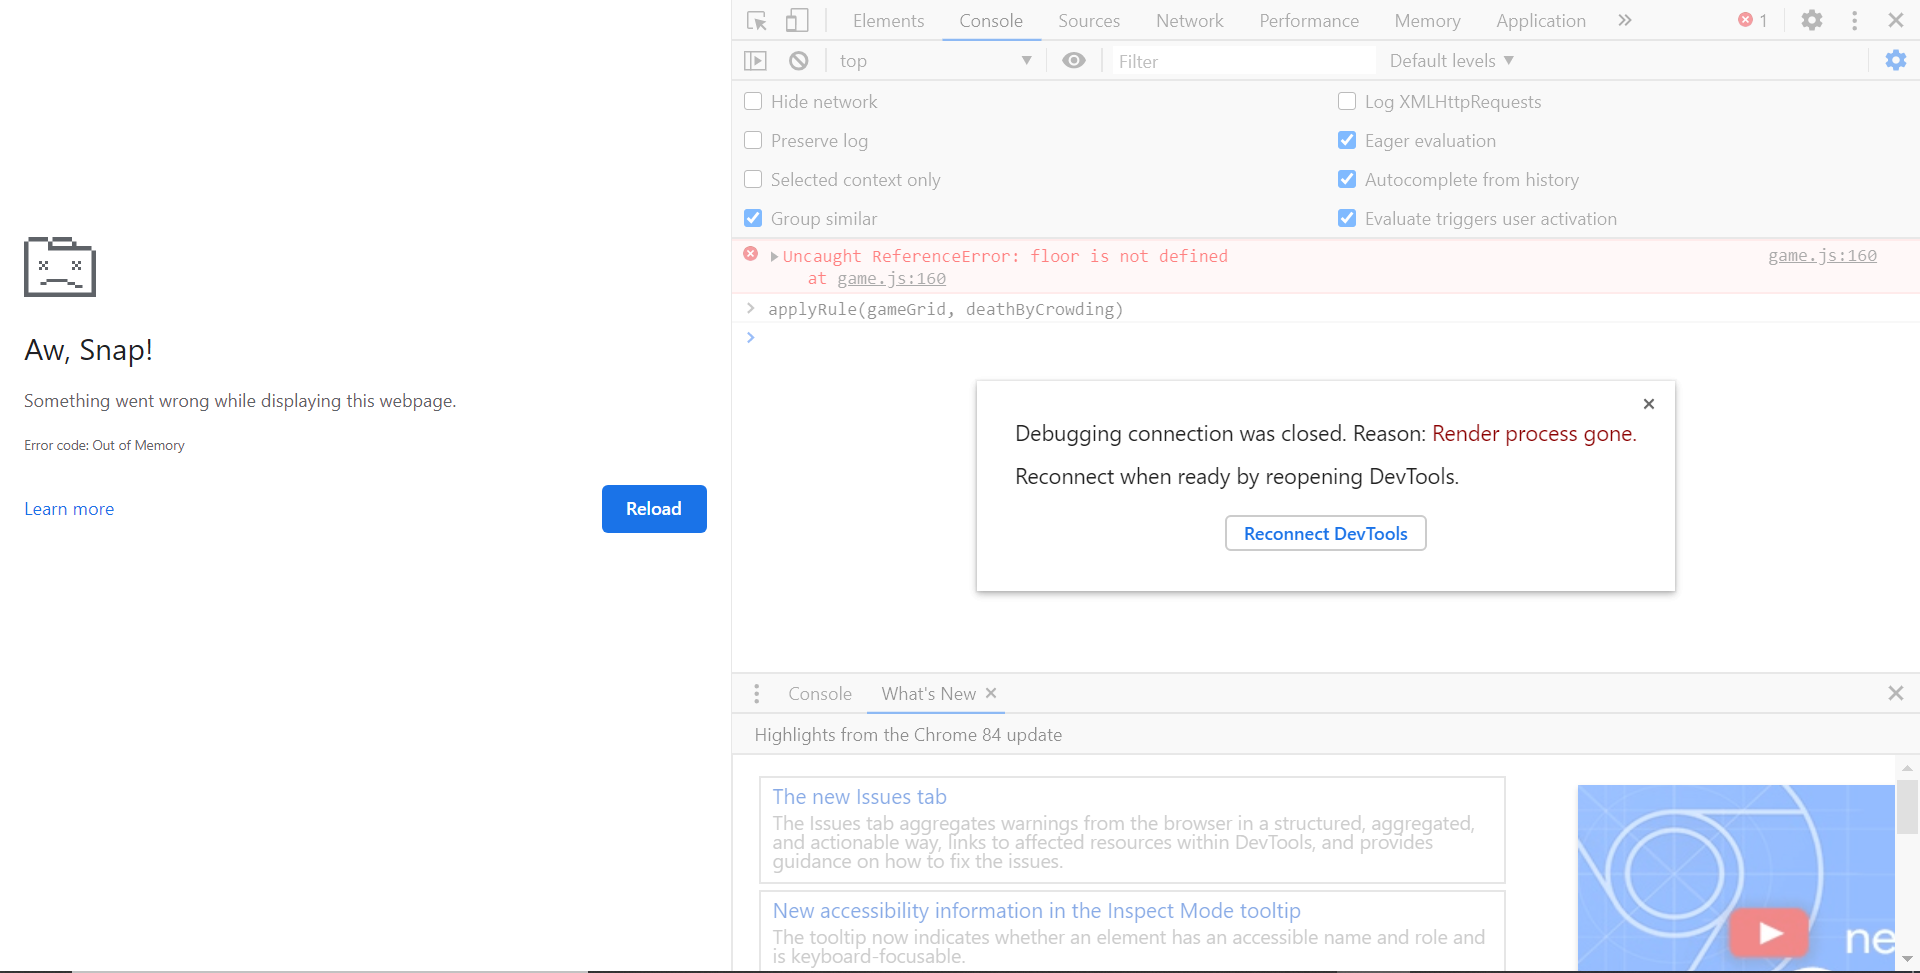 Aw, Snap!
Something went wrong while displaying this webpage.
Error code: Out of Memory
Learn more
Reload
Elements Console Sources Network Performance Memory Application » 1
top ▼ Filter Default levels ▼
Hide network
Log XMLHttpRequests
Preserve log
Eager evaluation
Selected context only
Autocomplete from history
Group similar
Evaluate triggers user activation
Uncaught ReferenceError: floor is not defined game.js:160
at game.js:160
> applyRule(gameGrid, deathByCrowding)
>
Debugging connection was closed. Reason: Render process gone.
Reconnect when ready by reopening DevTools.
Reconnect DevTools
Console What's New
Highlights from the Chrome 84 update
The new Issues tab
The Issues tab aggregates warnings from the browser in a structured, aggregated,
and actionable way, links to affected resources within DevTools, and provides
guidance on how to fix the issues.
New accessibility information in the Inspect Mode tooltip
The tooltip now indicates whether an element has an accessible name and role and
is keyboard-focusable.
ne